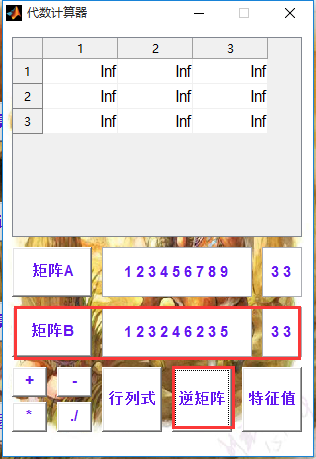 代数计算器
1 2 3
1 Inf Inf Inf
2 Inf Inf Inf
3 Inf Inf Inf
矩阵A 1 2 3 4 5 6 7 8 9 3 3
矩阵B 1 2 3 2 4 6 2 3 5 3 3
+ -
* ./
行列式 逆矩阵 特征值